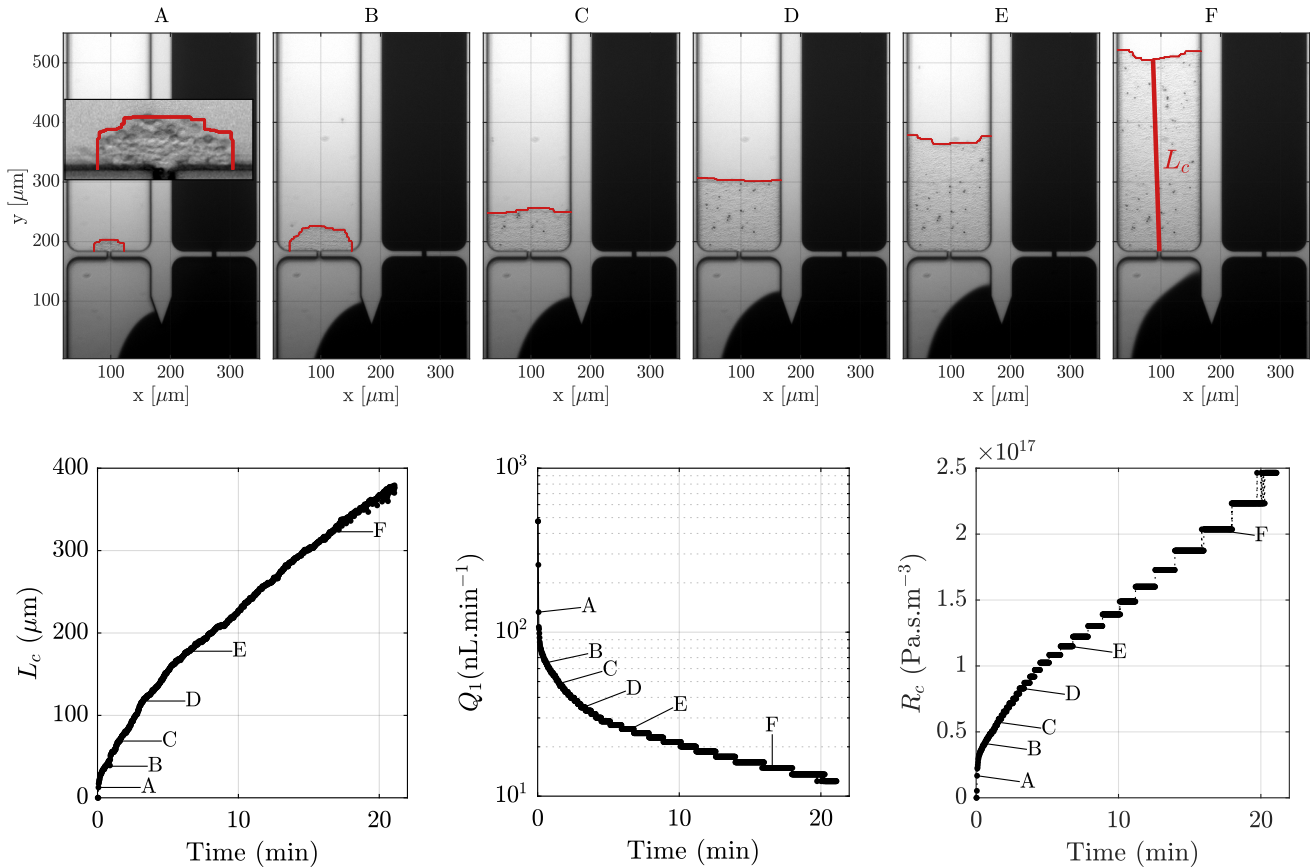 A B C D E F
500
400
300
200
100
y [μm]
L_c
100 200 300 100 200 300 100 200 300 100 200 300 100 200 300 100 200 300
x [μm] x [μm] x [μm] x [μm] x [μm] x [μm]
400
300
200
100
0
L_c (μm)
F
E
D
C
B
A
0 10 20
Time (min)
10^3
10^2
10^1
Q_1(nL.min^−1)
A
B
C
D
E
F
0 10 20
Time (min)
×10^17
2.5
2
1.5
1
0.5
0
R_c (Pa.s.m^−3)
F
E
D
C
B
A
0 10 20
Time (min)